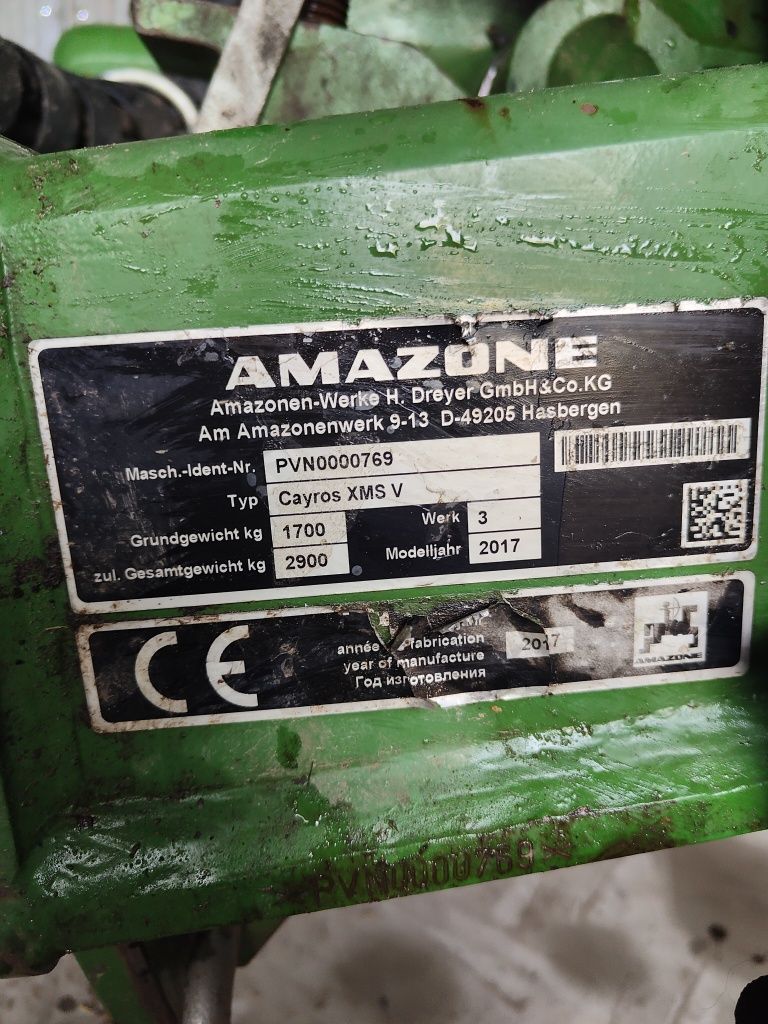 AMAZONE
Amazonen-Werke H. Dreyer GmbH&Co.KG
Am Amazonenwerk 9-13 D-49205 Hasbergen
Masch.-Ident-Nr. PVN0000769
Typ Cayros XMS V
Grundgewicht kg 1700 Werk 3
zul. Gesamtgewicht kg 2900 Modelljahr 2017
CE
année fabrication 2017
year of manufacture
Год изготовления
AMAZONE
PVN0000769